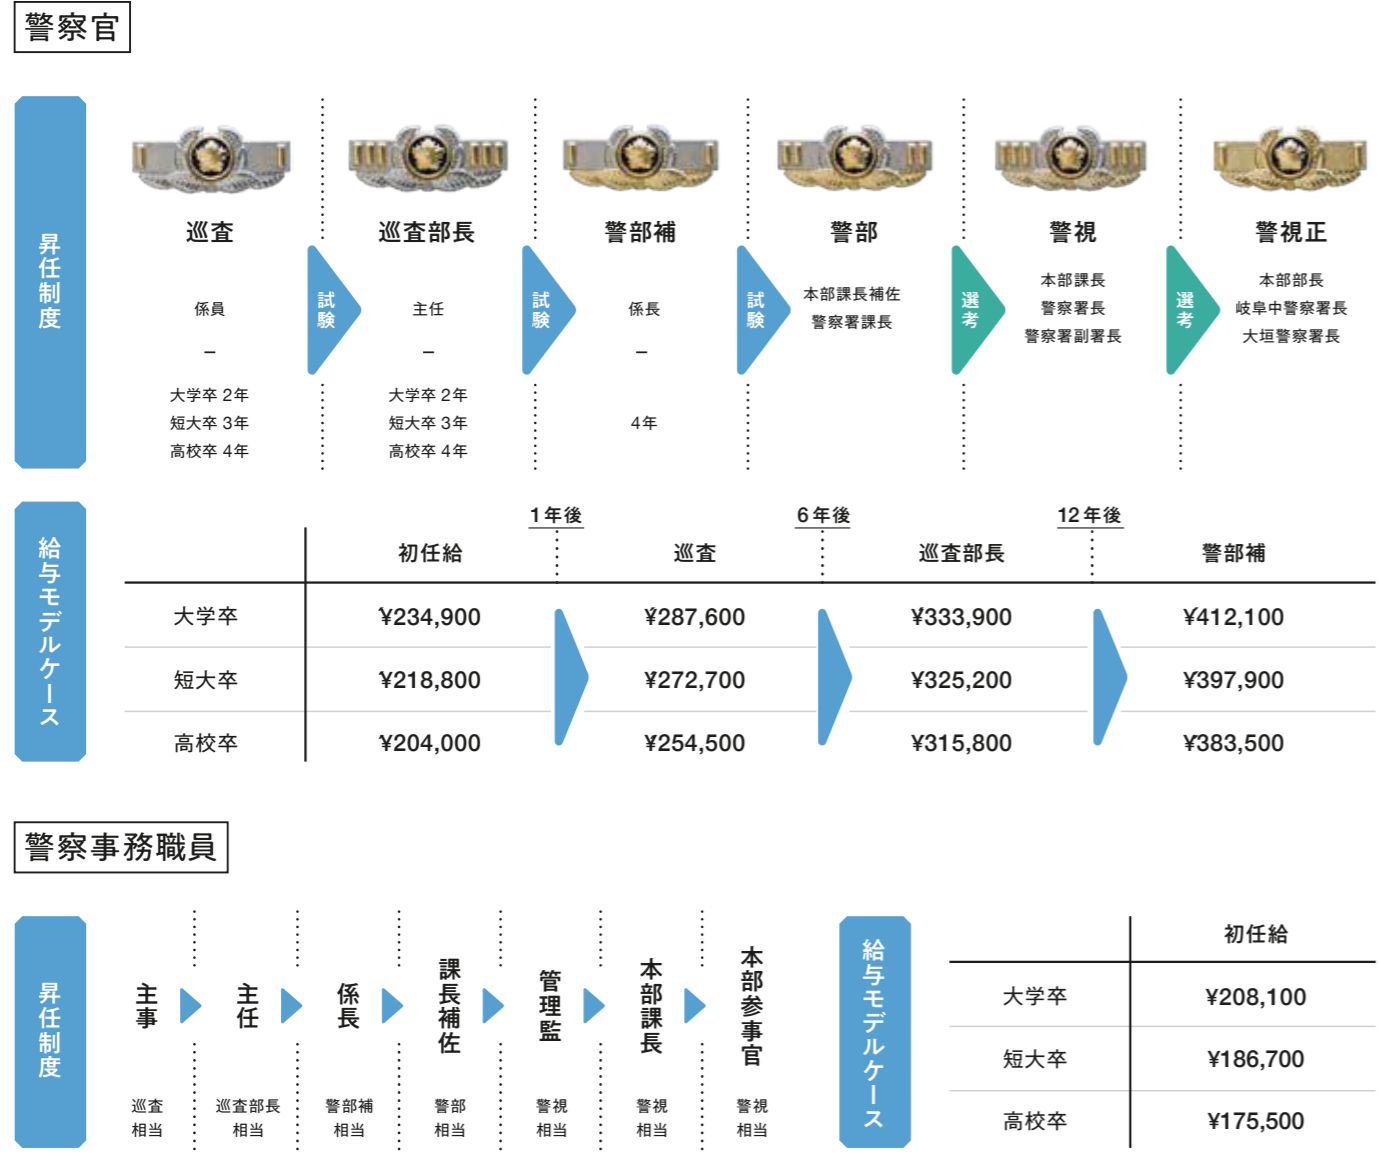 警察官
昇任制度
巡査
係員
–
大学卒 2年
短大卒 3年
高校卒 4年
試験
巡査部長
主任
–
大学卒 2年
短大卒 3年
高校卒 4年
試験
警部補
係長
–
4年
試験
警部
本部課長補佐
警察署課長
選考
警視
本部課長
警察署長
警察署副署長
選考
警視正
本部部長
岐阜中警察署長
大垣警察署長
給与モデルケース
1年後 6年後 12年後
初任給 巡査 巡査部長 警部補
大学卒 ¥234,900 ¥287,600 ¥333,900 ¥412,100
短大卒 ¥218,800 ¥272,700 ¥325,200 ¥397,900
高校卒 ¥204,000 ¥254,500 ¥315,800 ¥383,500
警察事務職員
昇任制度
主事
巡査
相当
主任
巡査部長
相当
係長
警部補
相当
課長補佐
警部
相当
管理監
警視
相当
本部課長
警視
相当
本部参事官
警視
相当
給与モデルケース
初任給
大学卒 ¥208,100
短大卒 ¥186,700
高校卒 ¥175,500